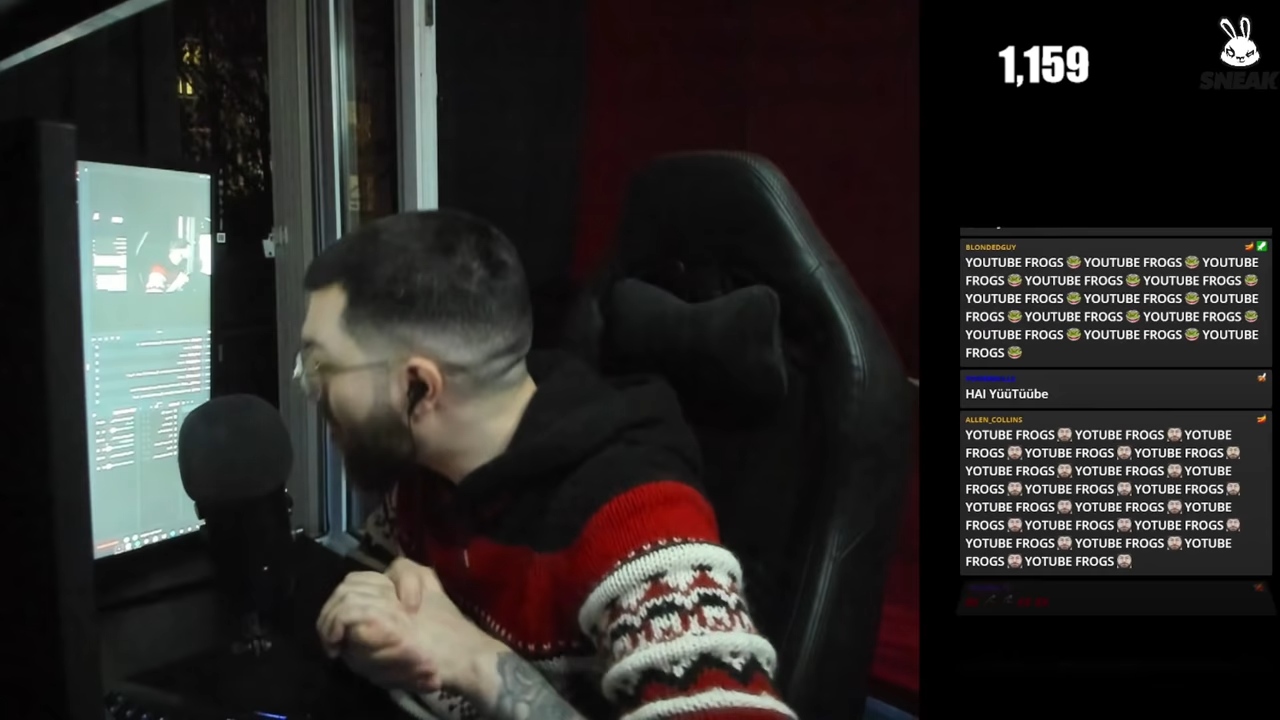 1,159
SNEAK
BLONDEDGUY
YOUTUBE FROGS YOUTUBE FROGS YOUTUBE
FROGS YOUTUBE FROGS YOUTUBE FROGS
YOUTUBE FROGS YOUTUBE FROGS YOUTUBE
FROGS YOUTUBE FROGS YOUTUBE FROGS
YOUTUBE FROGS YOUTUBE FROGS YOUTUBE
FROGS
HAI YüüTüübe
ALLEN_COLLINS
YOTUBE FROGS YOTUBE FROGS YOTUBE
FROGS YOTUBE FROGS YOTUBE FROGS
YOTUBE FROGS YOTUBE FROGS YOTUBE
FROGS YOTUBE FROGS YOTUBE FROGS
YOTUBE FROGS YOTUBE FROGS YOTUBE
FROGS YOTUBE FROGS YOTUBE FROGS
YOTUBE FROGS YOTUBE FROGS YOTUBE
FROGS YOTUBE FROGS